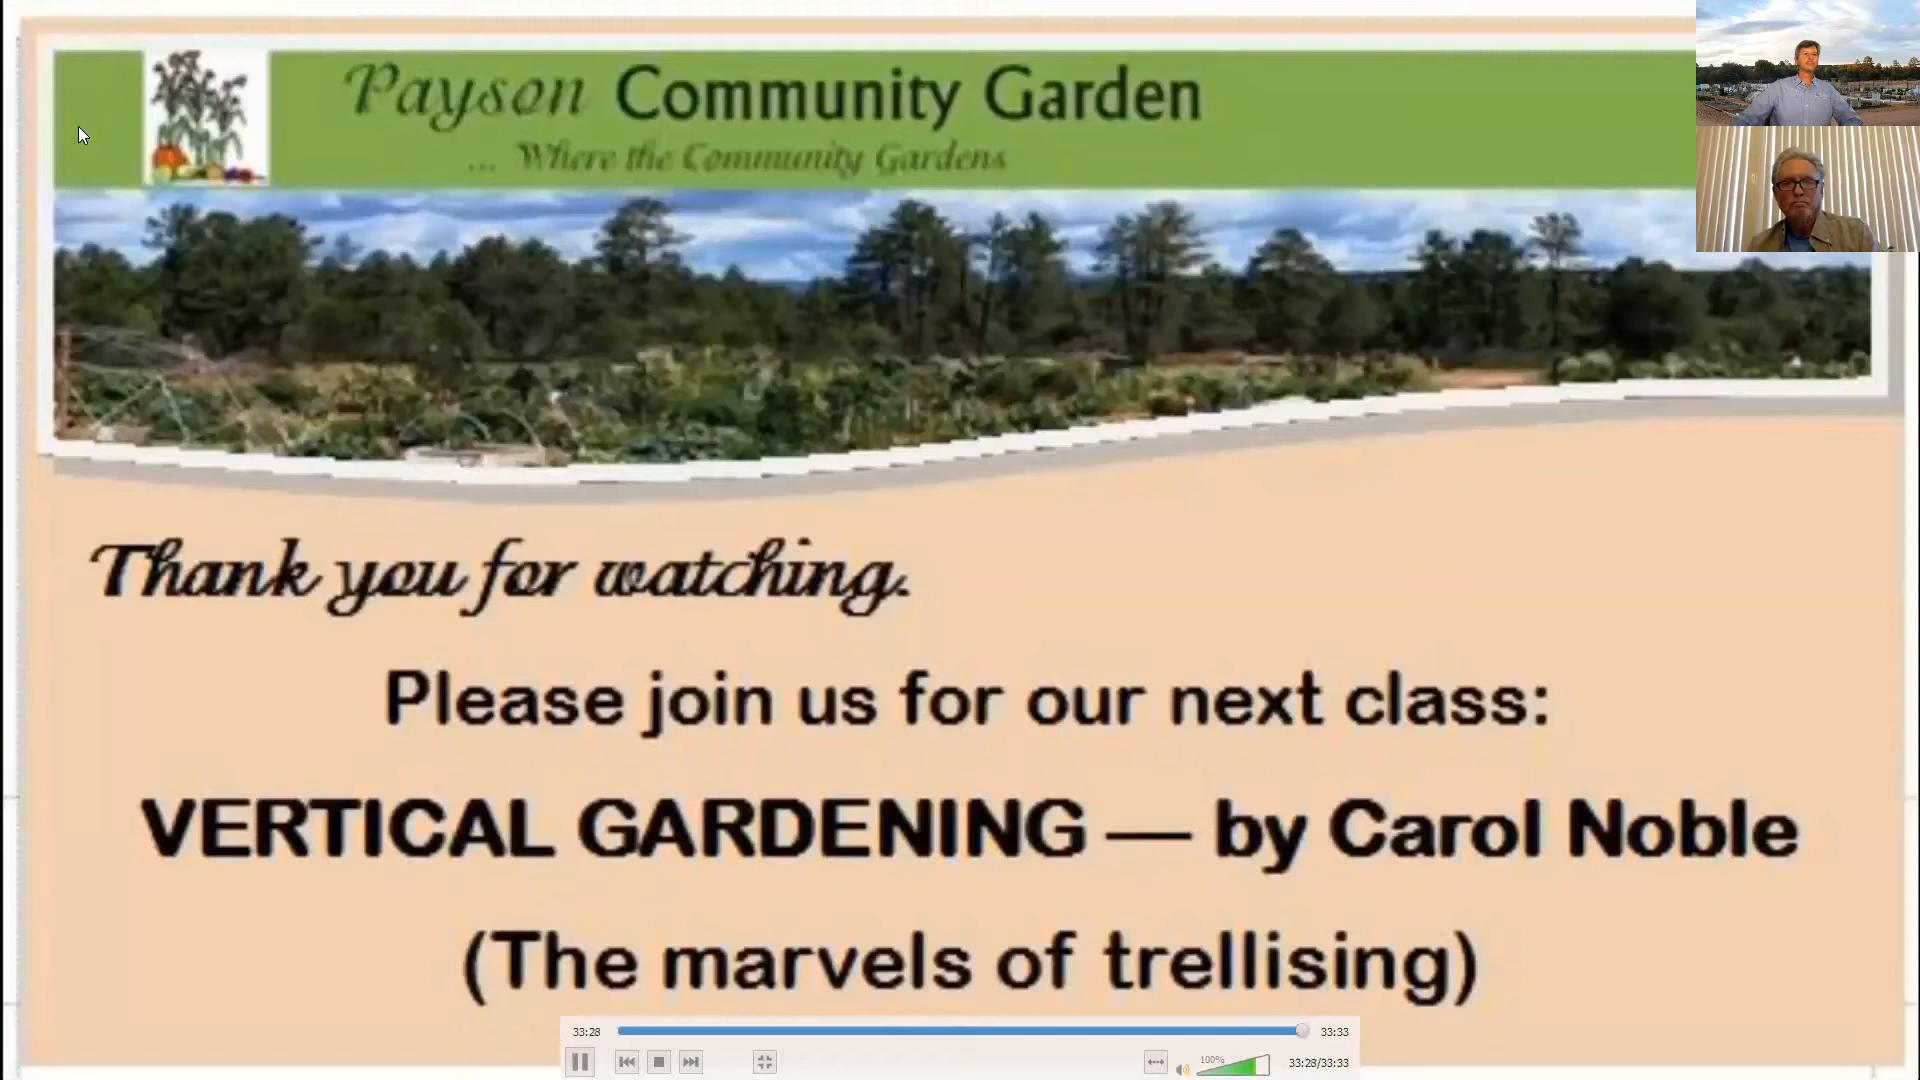 Payson Community Garden
... Where the Community Gardens
Thank you for watching.
Please join us for our next class:
VERTICAL GARDENING — by Carol Noble
(The marvels of trellising)
33:28
33:33
100%
33:28/33:33